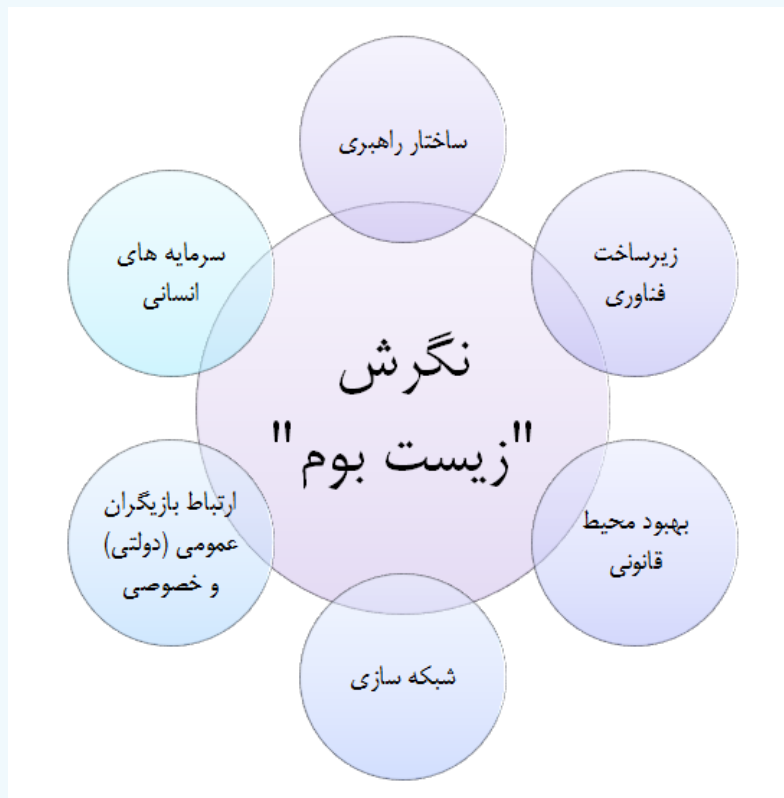 ساختار راهبری
زیرساخت
فناوری
بهبود محیط
قانونی
شبکه سازی
ارتباط بازیگران
عمومی (دولتی)
و خصوصی
سرمایه های
انسانی
نگرش
"زیست بوم"